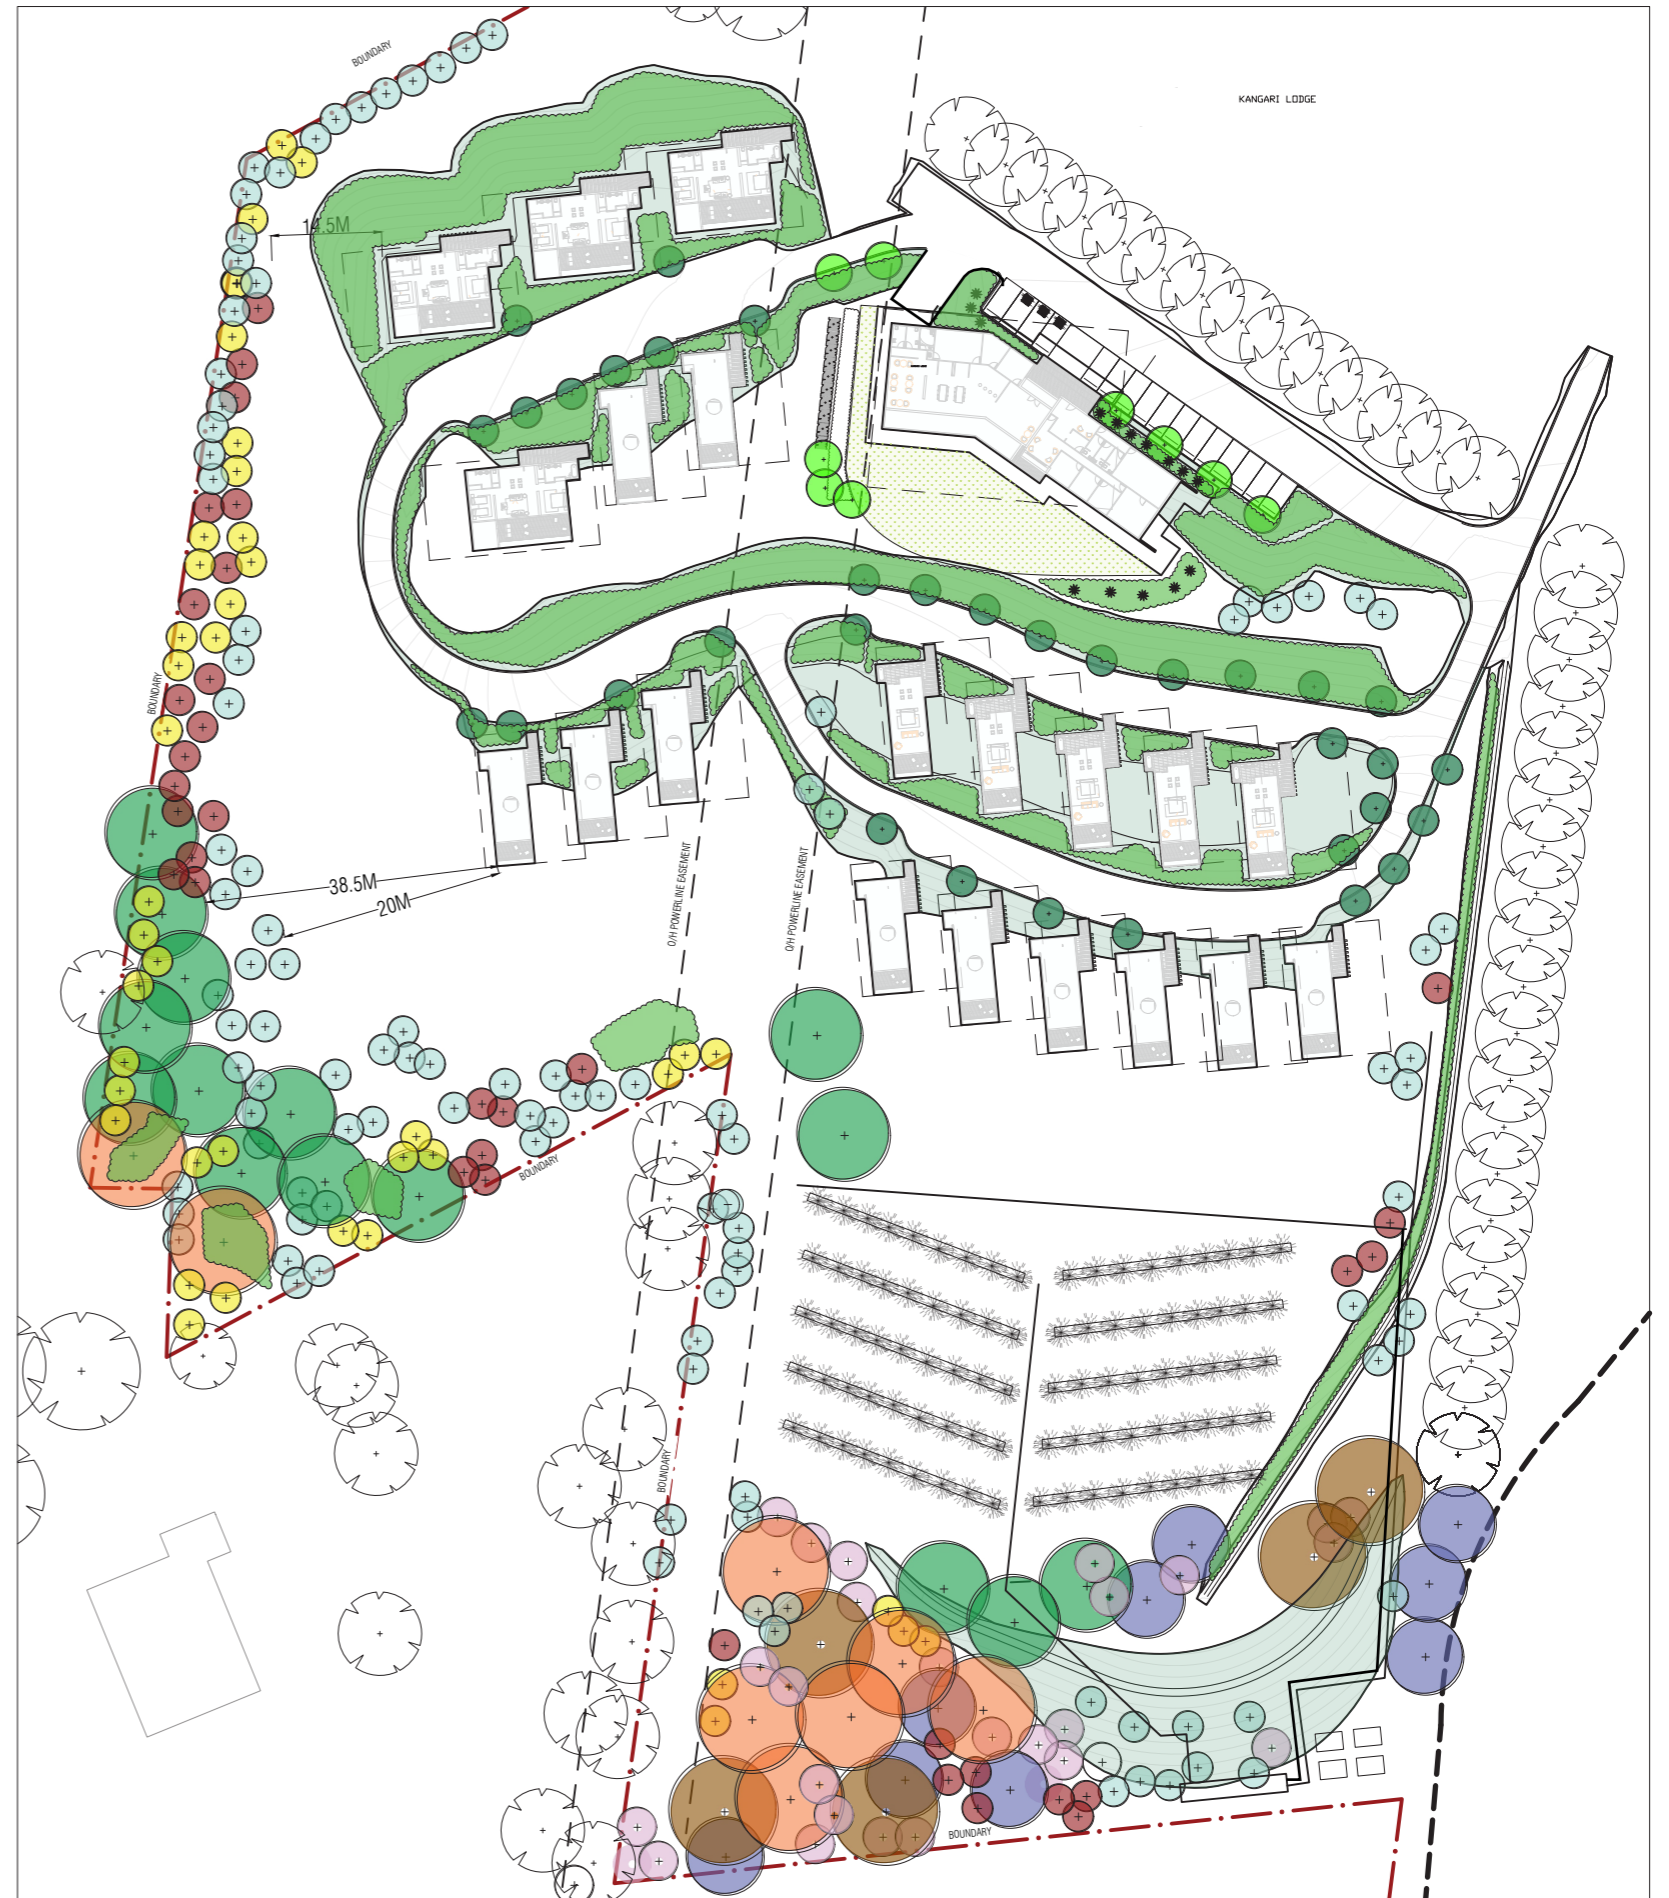 BOUNDARY
KANGARI LODGE
14.5M
BOUNDARY
38.5M
20M
O/H POWERLINE EASEMENT
O/H POWERLINE EASEMENT
BOUNDARY
BOUNDARY
BOUNDARY